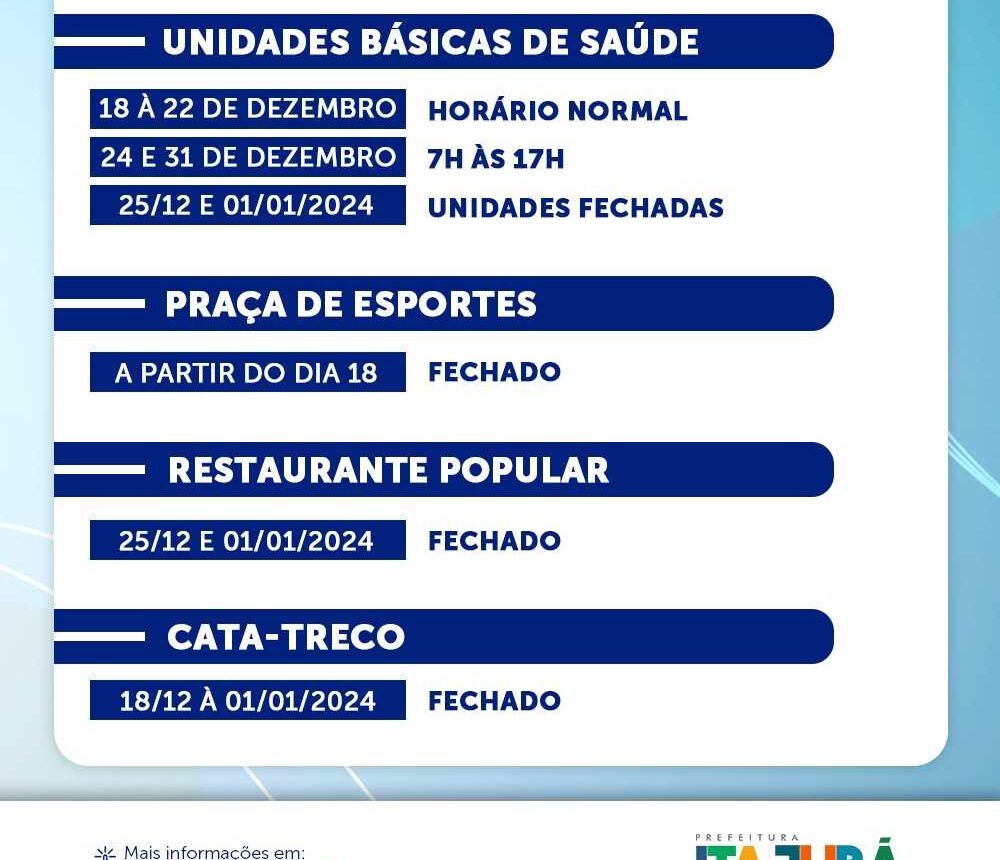 UNIDADES BÁSICAS DE SAÚDE
18 À 22 DE DEZEMBRO HORÁRIO NORMAL
24 E 31 DE DEZEMBRO 7H ÀS 17H
25/12 E 01/01/2024 UNIDADES FECHADAS
PRAÇA DE ESPORTES
A PARTIR DO DIA 18 FECHADO
RESTAURANTE POPULAR
25/12 E 01/01/2024 FECHADO
CATA-TRECO
18/12 À 01/01/2024 FECHADO
Mais informações em:
PREFEITURA
ITAJUBÁ